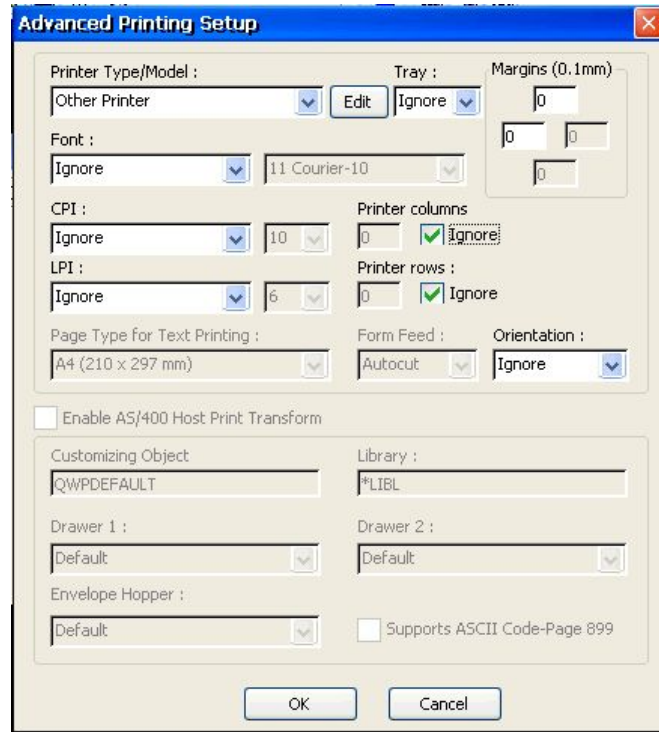 Advanced Printing Setup
Printer Type/Model : Tray : Margins (0.1mm)
Other Printer Edit Ignore 0
0 0
Font :
Ignore 11 Courier-10 0
CPI : Printer columns
Ignore 10 0 Ignore
LPI : Printer rows :
Ignore 6 0 Ignore
Page Type for Text Printing : Form Feed : Orientation :
A4 (210 x 297 mm) Autocut Ignore
Enable AS/400 Host Print Transform
Customizing Object Library :
QWPDEFAULT *LIBL
Drawer 1 : Drawer 2 :
Default Default
Envelope Hopper :
Default Supports ASCII Code-Page 899
OK Cancel